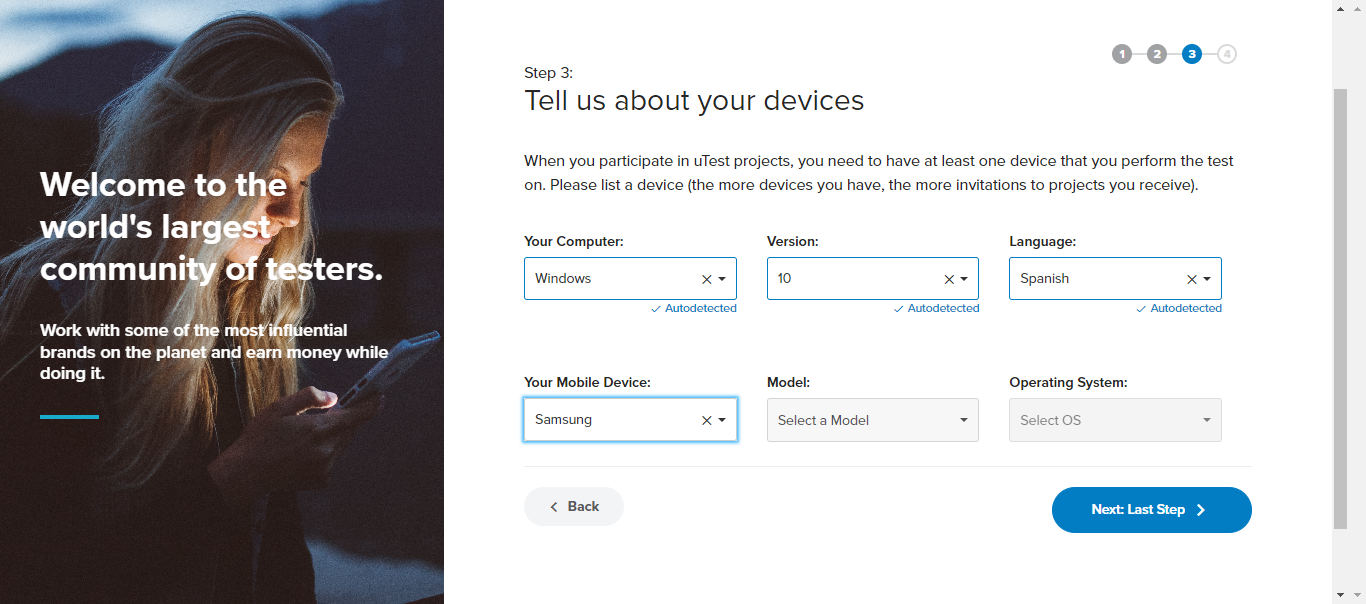 Welcome to the
world's largest
community of testers.
Work with some of the most influential
brands on the planet and earn money while
doing it.
1 2 3 4
Step 3:
Tell us about your devices
When you participate in uTest projects, you need to have at least one device that you perform the test
on. Please list a device (the more devices you have, the more invitations to projects you receive).
Your Computer: Version: Language:
Windows 10 Spanish
Autodetected Autodetected Autodetected
Your Mobile Device: Model: Operating System:
Samsung Select a Model Select OS
Back Next: Last Step